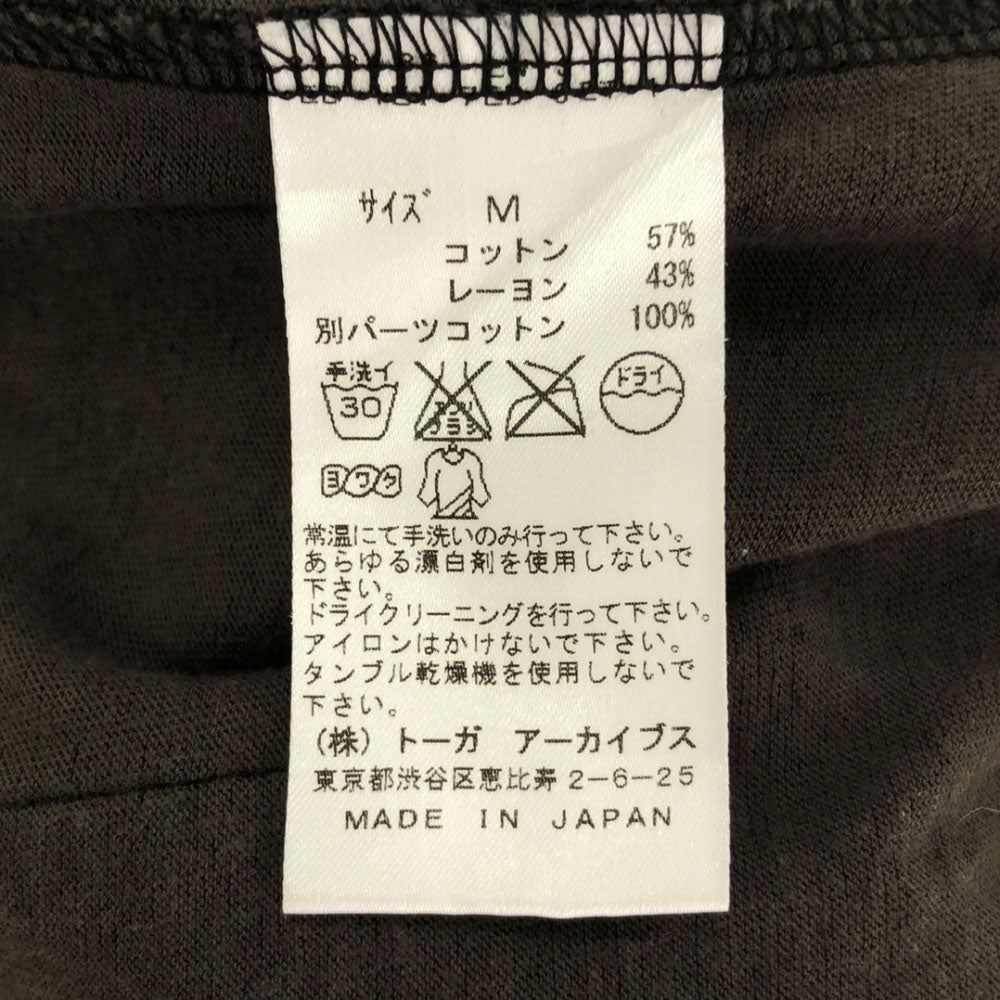 サイズ M
コットン 57%
レーヨン 43%
別パーツコットン 100%
手洗イ ドライ
30 エンソ
サラシ
ヨワク
常温にて手洗いのみ行って下さい。
あらゆる漂白剤を使用しないで
下さい。
ドライクリーニングを行って下さい。
アイロンはかけないで下さい。
タンブル乾燥機を使用しないで
下さい。
(株) トーガ アーカイブス
東京都渋谷区恵比寿2-6-25
MADE IN JAPAN